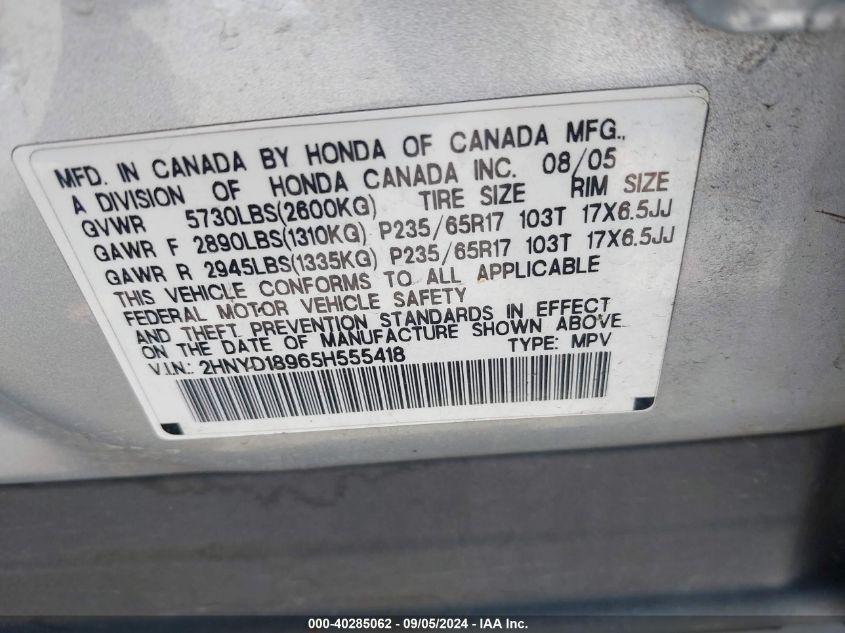 MFD. IN CANADA BY HONDA OF CANADA MFG.,
A DIVISION OF HONDA CANADA INC. 08/05
GVWR 5730LBS(2600KG) TIRE SIZE RIM SIZE
GAWR F 2890LBS(1310KG) P235/65R17 103T 17X6.5JJ
GAWR R 2945LBS(1335KG) P235/65R17 103T 17X6.5JJ
THIS VEHICLE CONFORMS TO ALL APPLICABLE
FEDERAL MOTOR VEHICLE SAFETY
AND THEFT PREVENTION STANDARDS IN EFFECT
ON THE DATE OF MANUFACTURE SHOWN ABOVE.
V.I.N.: 2HNYD18965H555418 TYPE: MPV
000-40285062 - 09/05/2024 - IAA Inc.